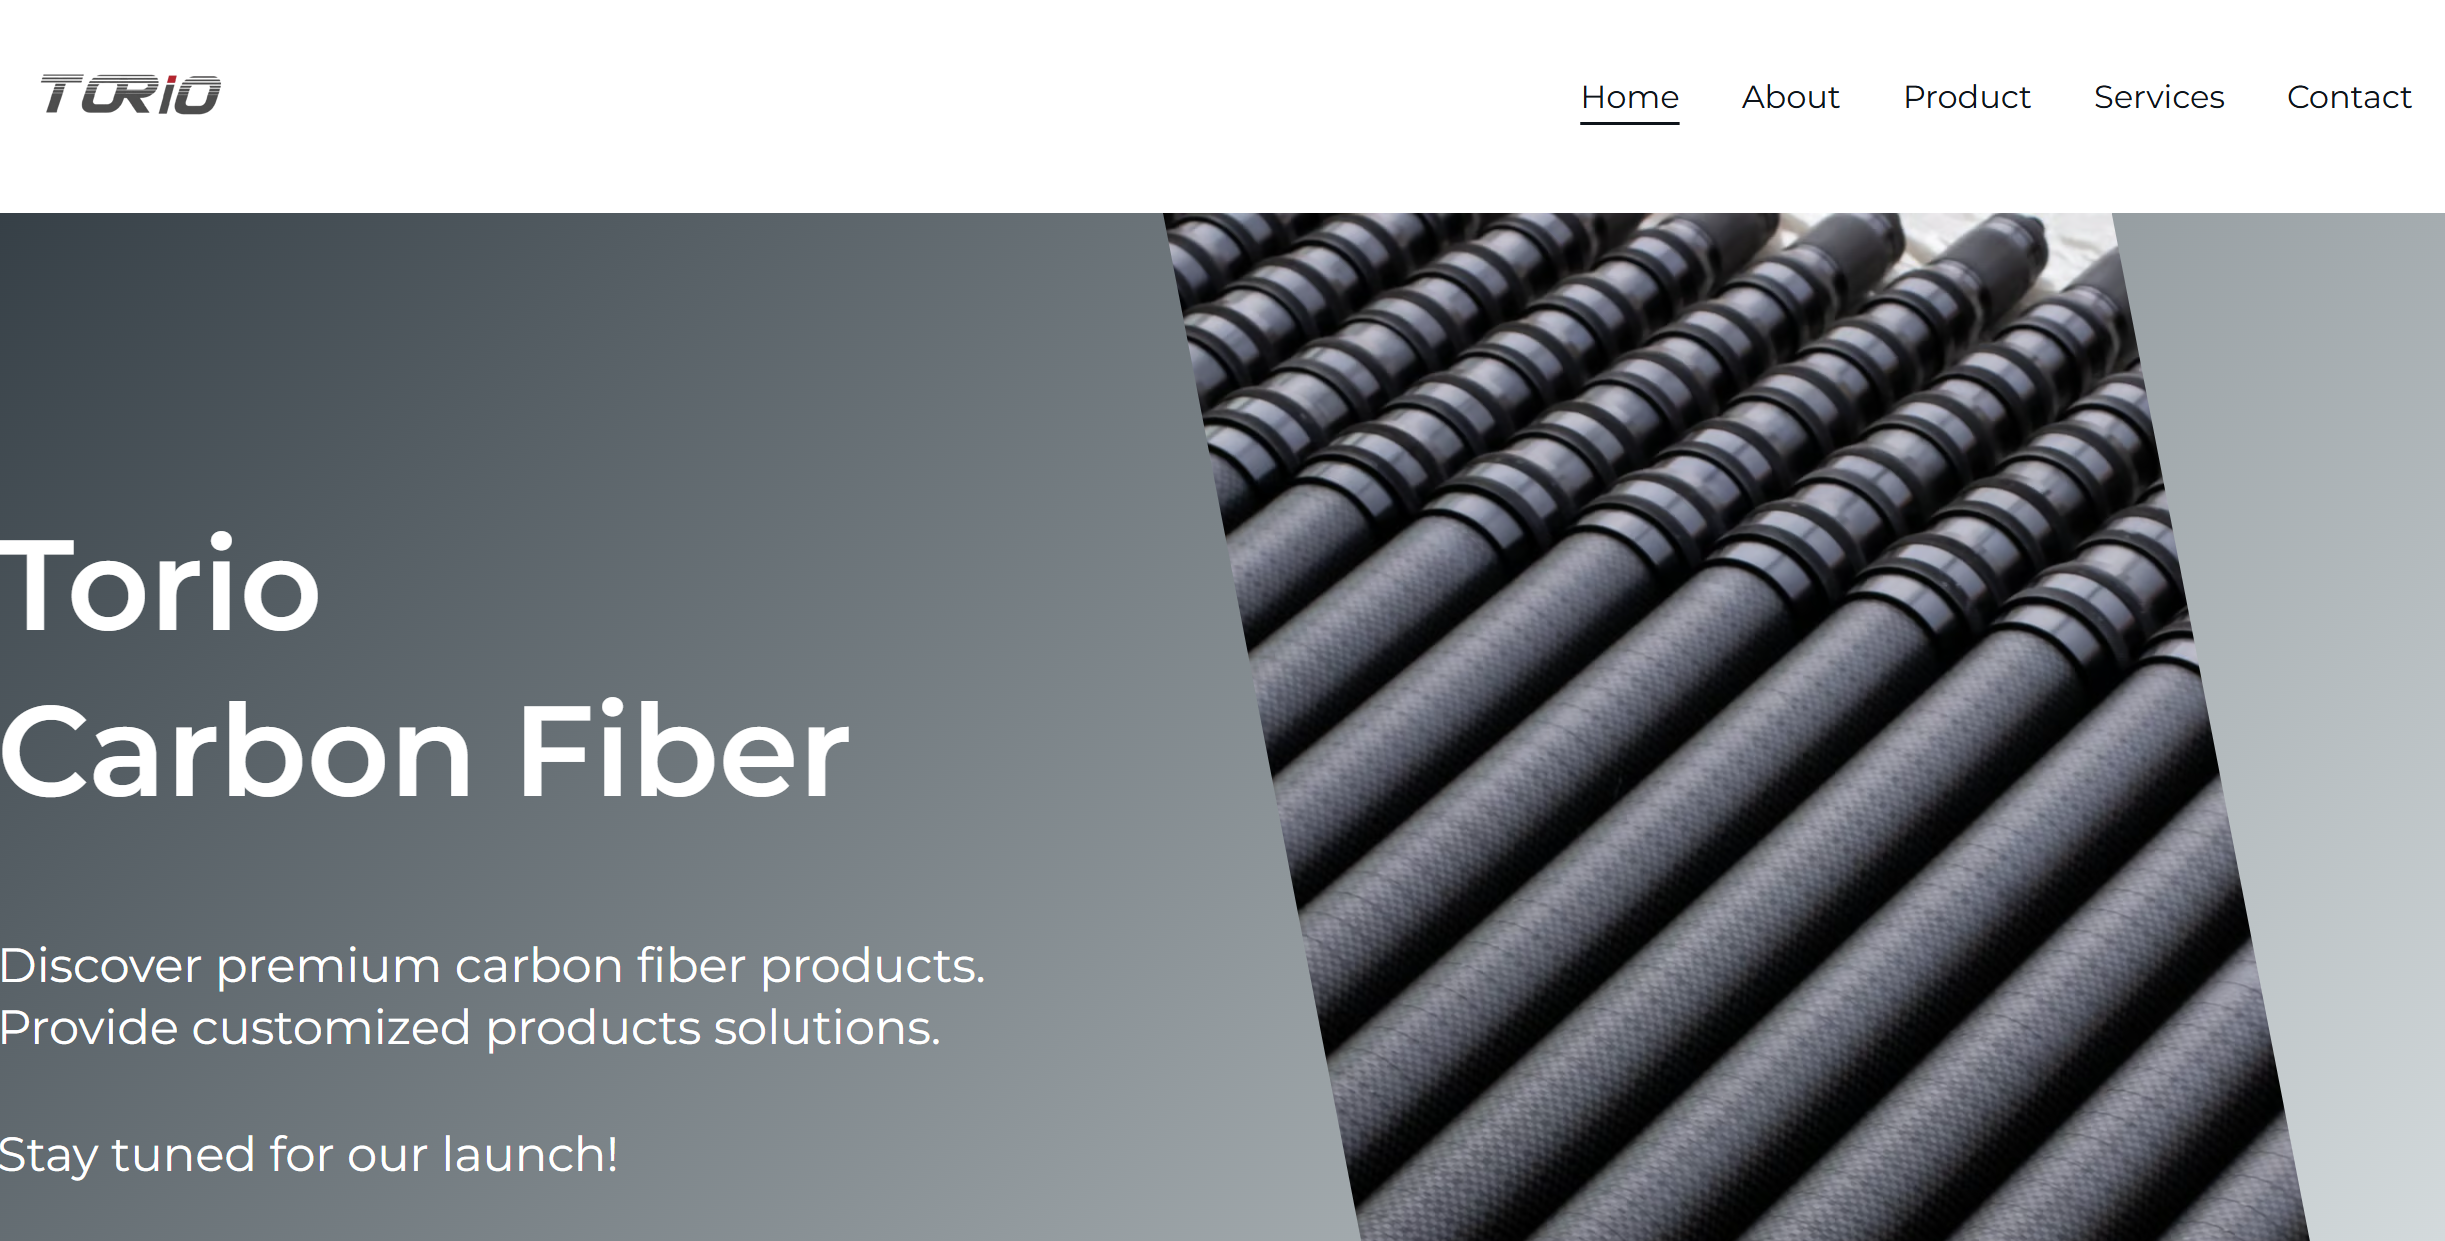 TORiO
Home About Product Services Contact
Torio
Carbon Fiber
Discover premium carbon fiber products.
Provide customized products solutions.
Stay tuned for our launch!